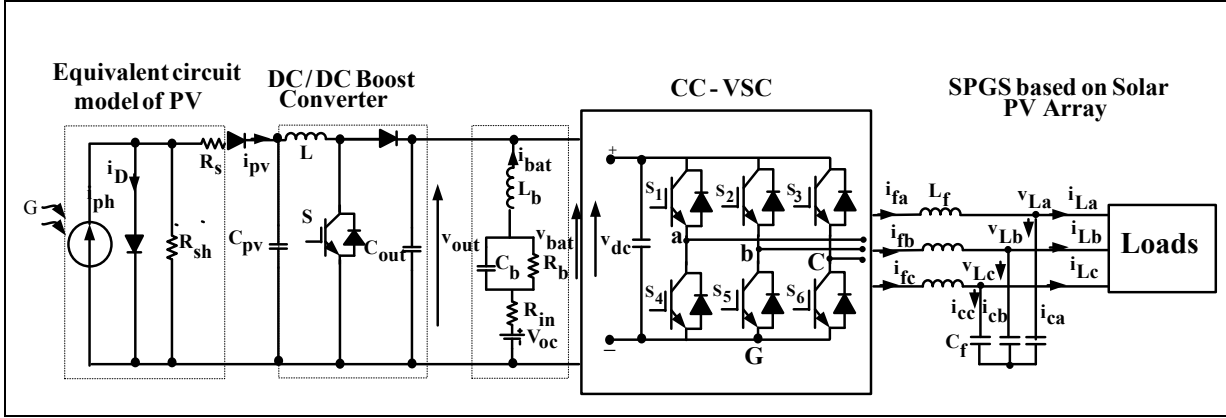 Equivalent circuit
model of PV
DC/DC Boost
Converter
CC - VSC
SPGS based on Solar
PV Array
G
i_ph
i_D
R_sh
R_s
i_pv
C_pv
L
S
C_out
v_out
i_bat
L_b
v_bat
C_b
R_b
R_in
V_oc
+
−
v_dc
S_1
S_2
S_3
a
b
C
S_4
S_5
S_6
G
i_fa
L_f
v_La
i_La
i_fb
v_Lb
i_Lb
i_fc
v_Lc
i_Lc
i_cc
i_cb
i_ca
C_f
Loads